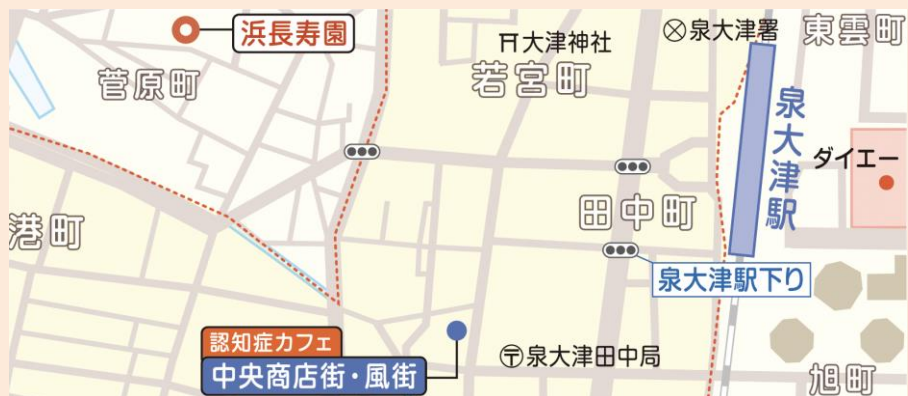 浜長寿園
大津神社
泉大津署
東雲町
菅原町
若宮町
泉大津駅
ダイエー
港町
田中町
泉大津駅下り
認知症カフェ
中央商店街・風街
〒泉大津田中局
旭町